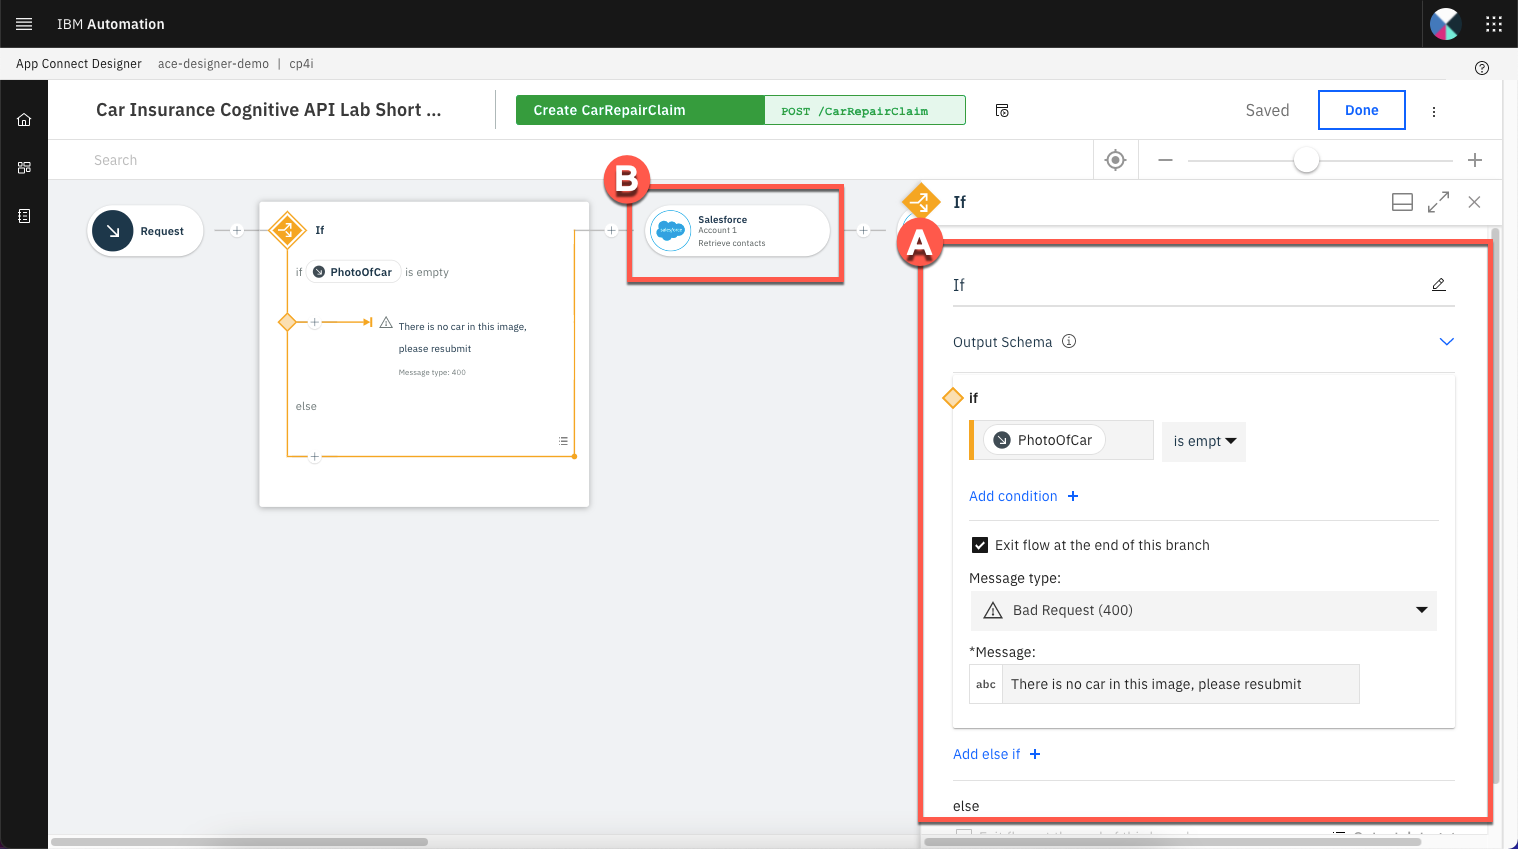 IBM Automation
App Connect Designer ace-designer-demo | cp4i
Car Insurance Cognitive API Lab Short ...
Create CarRepairClaim
POST /CarRepairClaim
Saved
Done
Search
B
Request
If
Salesforce
Account 1
Retrieve contacts
if PhotoOfCar is empty
There is no car in this image,
please resubmit
Message type: 400
else
If
A
If
Output Schema
if
PhotoOfCar
is empt
Add condition +
Exit flow at the end of this branch
Message type:
Bad Request (400)
*Message:
abc There is no car in this image, please resubmit
Add else if +
else